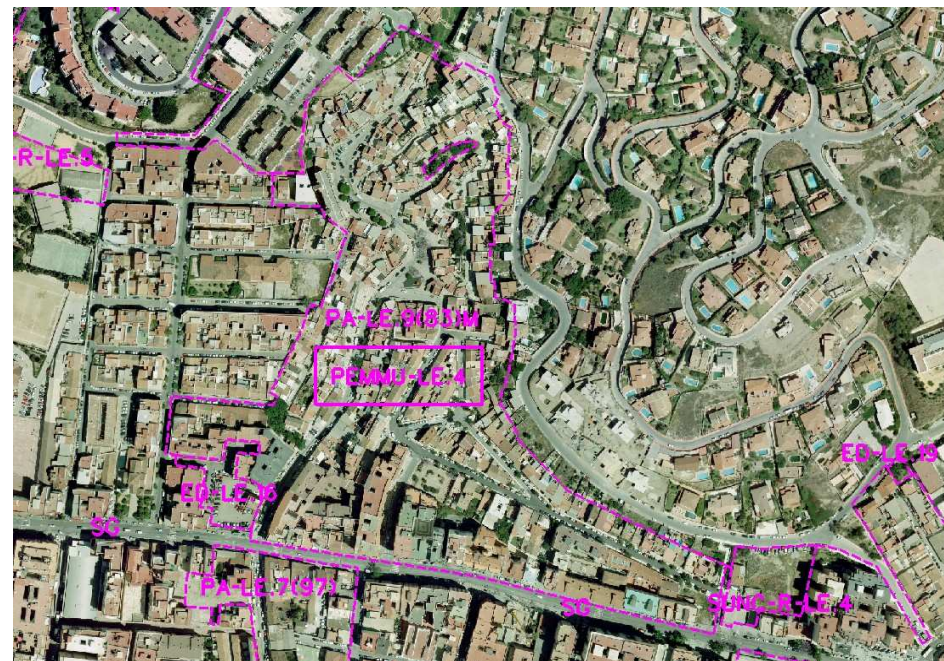 R-LE.5
PA-LE.9(83)M
PEMMU-LE.4
ED-LE.19
ED-LE.16
SG
PA-LE.7(97)
SG
SUNC-R-LE.4